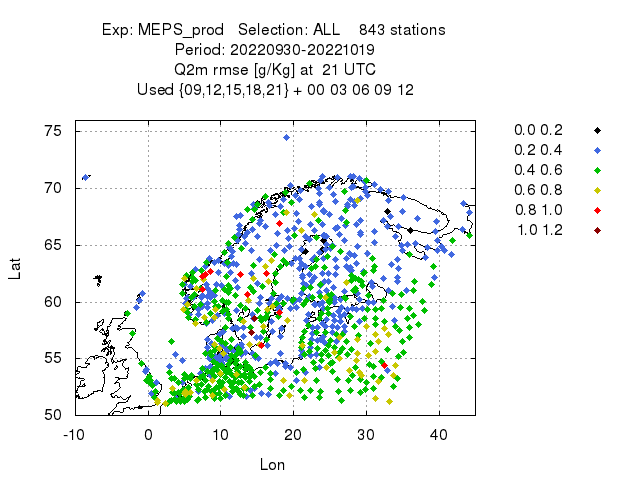 Exp: MEPS_prod   Selection: ALL    843 stations
Period: 20220930-20221019
Q2m rmse [g/Kg] at  21 UTC
Used {09,12,15,18,21} + 00 03 06 09 12
75
70
65
60
55
50
-10 0 10 20 30 40
Lat
Lon
0.0 0.2
0.2 0.4
0.4 0.6
0.6 0.8
0.8 1.0
1.0 1.2